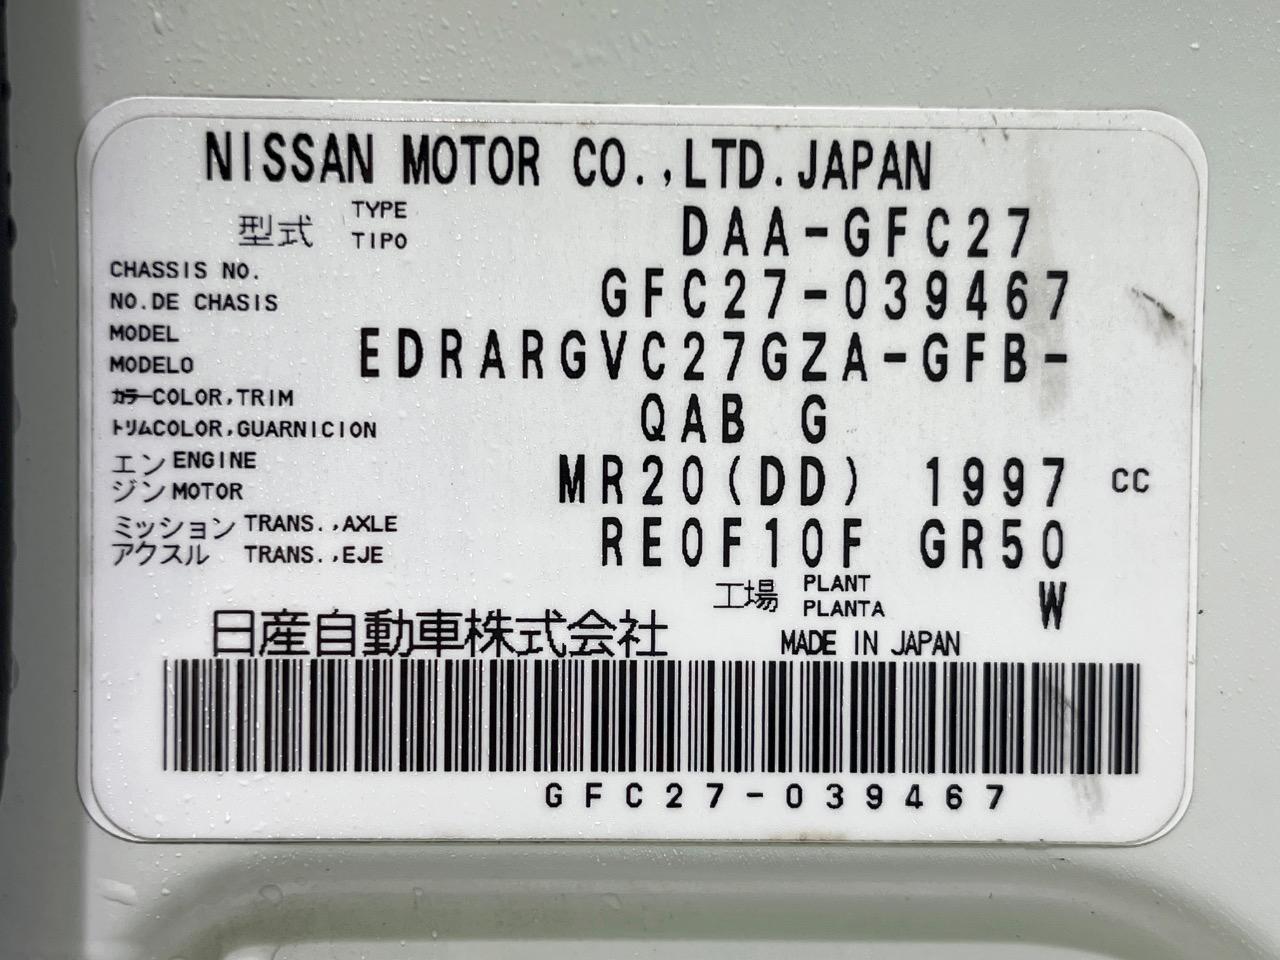 NISSAN MOTOR CO.,LTD.JAPAN
型式 TYPE TIPO DAA-GFC27
CHASSIS NO.
NO.DE CHASIS GFC27-039467
MODEL
MODELO EDRARGVC27GZA-GFB-
カラーCOLOR,TRIM
トリムCOLOR,GUARNICION QAB G
エン ENGINE
ジン MOTOR MR20(DD) 1997 CC
ミッション TRANS.,AXLE
アクスル TRANS.,EJE RE0F10F GR50
工場 PLANT PLANTA W
日産自動車株式会社 MADE IN JAPAN
GFC27-039467